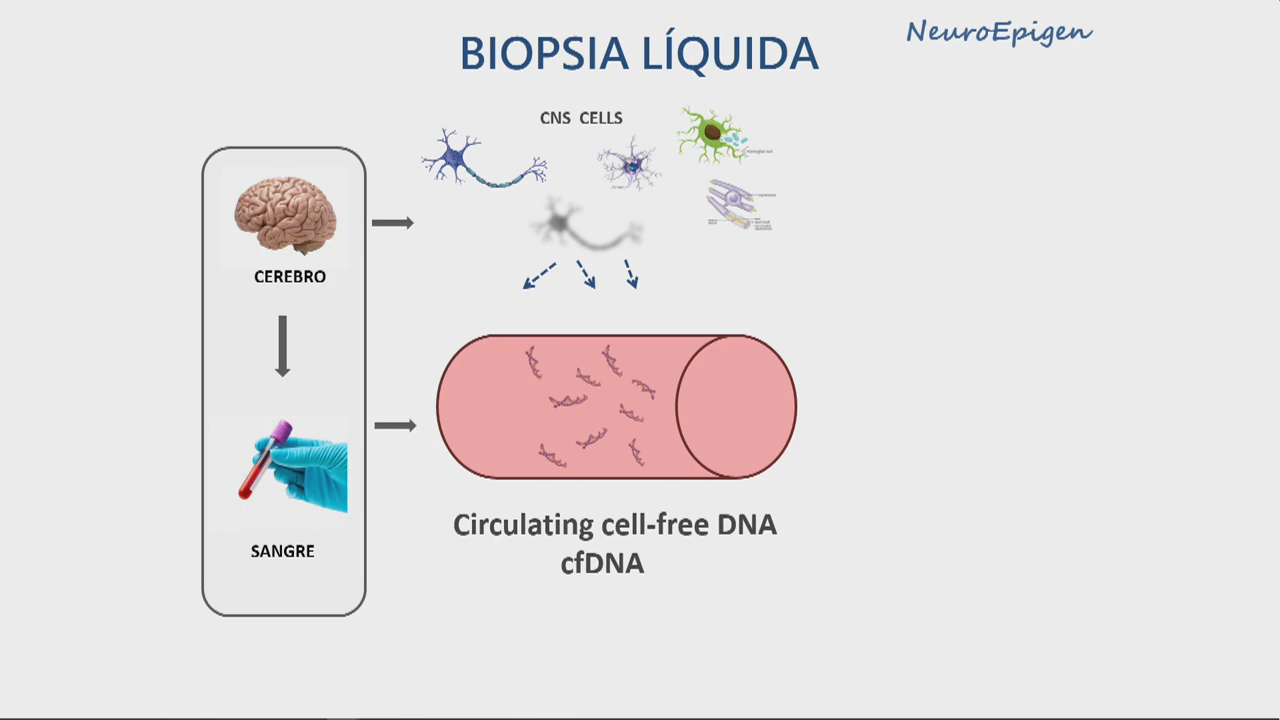 NeuroEpigen
BIOPSIA LÍQUIDA
CNS CELLS
CEREBRO
SANGRE
Circulating cell-free DNA
cfDNA